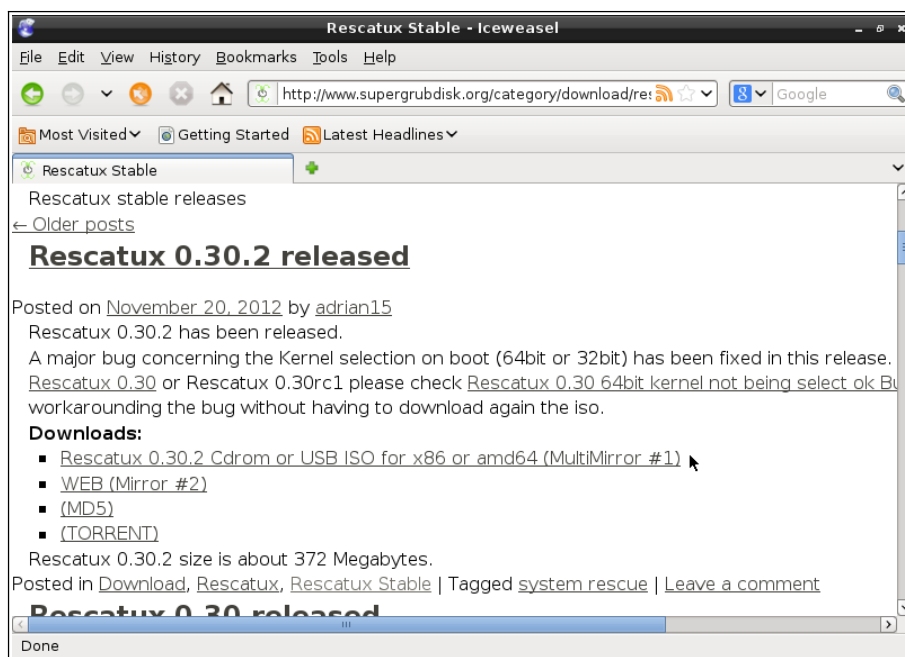 Rescatux Stable - Iceweasel
File Edit View History Bookmarks Tools Help
http://www.supergrubdisk.org/category/download/res
8 Google
Most Visited Getting Started Latest Headlines
Rescatux Stable
Rescatux stable releases
← Older posts
Rescatux 0.30.2 released
Posted on November 20, 2012 by adrian15
Rescatux 0.30.2 has been released.
A major bug concerning the Kernel selection on boot (64bit or 32bit) has been fixed in this release.
Rescatux 0.30 or Rescatux 0.30rc1 please check Rescatux 0.30 64bit kernel not being select ok Bu
workarounding the bug without having to download again the iso.
Downloads:
Rescatux 0.30.2 Cdrom or USB ISO for x86 or amd64 (MultiMirror #1)
WEB (Mirror #2)
(MD5)
(TORRENT)
Rescatux 0.30.2 size is about 372 Megabytes.
Posted in Download, Rescatux, Rescatux Stable | Tagged system rescue | Leave a comment
Rescatux 0.30 released
Done